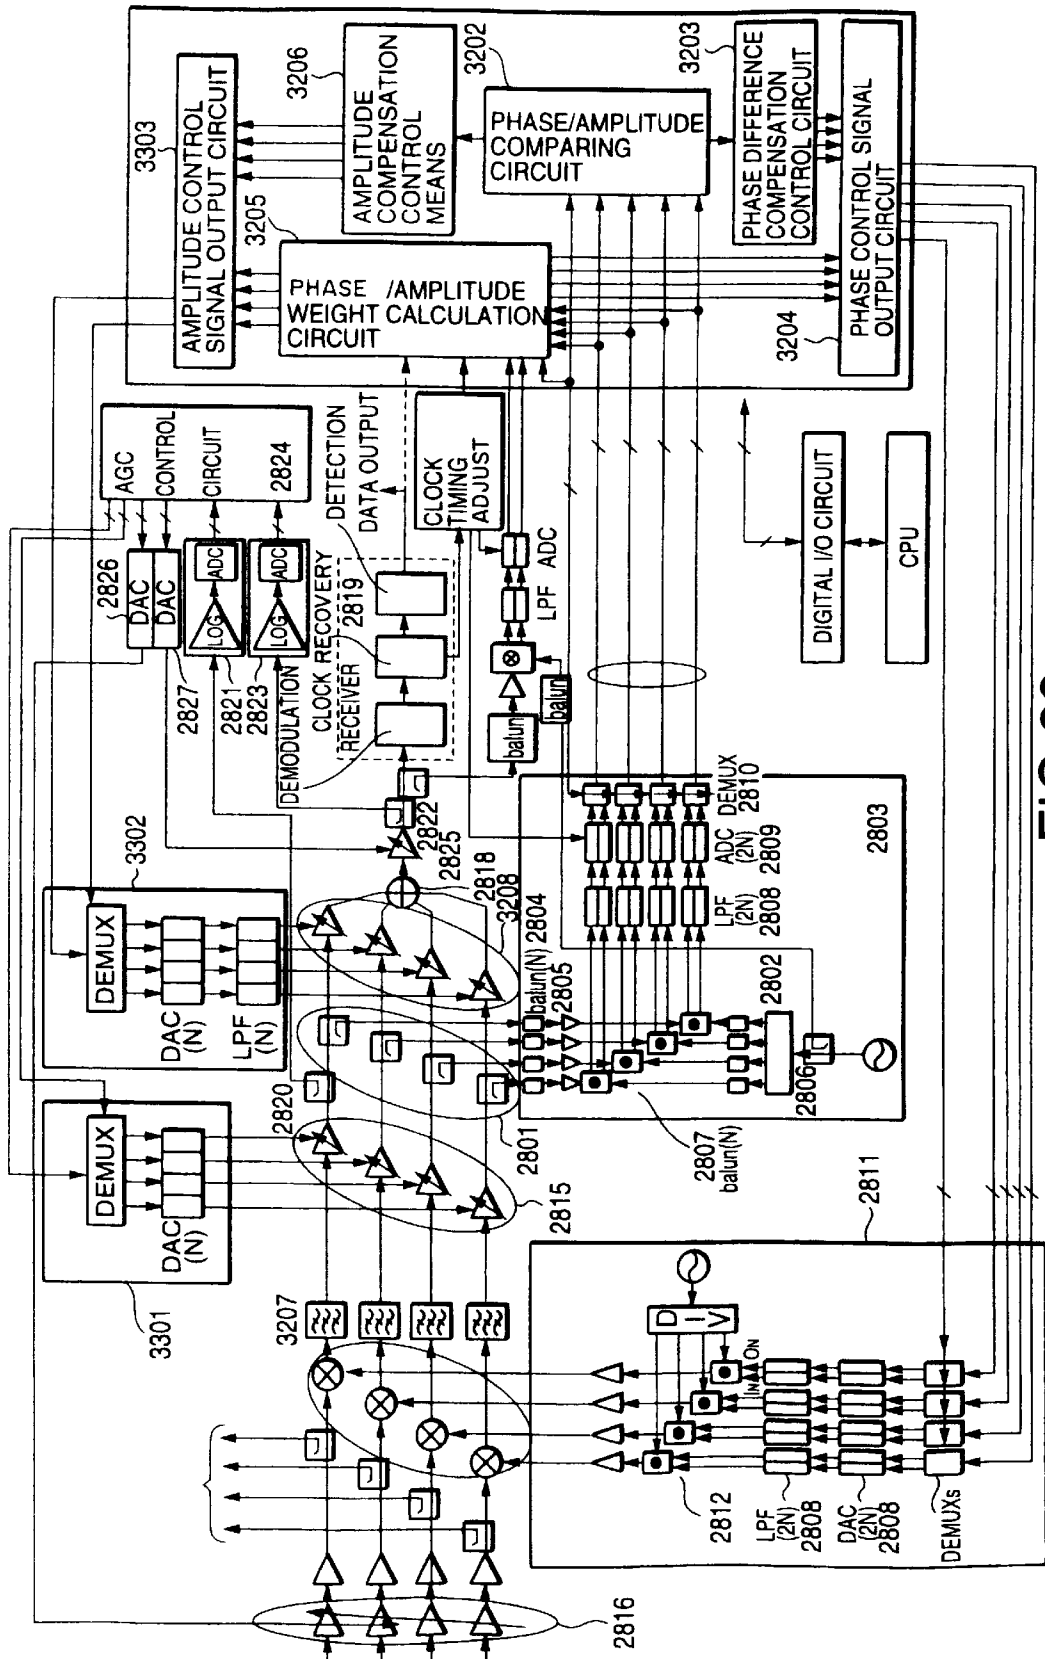 3303
AMPLITUDE CONTROL
SIGNAL OUTPUT CIRCUIT
3206
AMPLITUDE
COMPENSATION
CONTROL
MEANS
3202
PHASE/AMPLITUDE
COMPARING
CIRCUIT
3203
PHASE DIFFERENCE
COMPENSATION
CONTROL CIRCUIT
3205
PHASE /AMPLITUDE
WEIGHT CALCULATION
CIRCUIT
3204
PHASE CONTROL SIGNAL
OUTPUT CIRCUIT
AGC
CONTROL
CIRCUIT
2824
2826
DAC
DAC
2827
ADC
LOG
2821
ADC
LOG
2823
DETECTION
DATA OUTPUT
CLOCK
TIMING
ADJUST
CLOCK RECOVERY
RECEIVER
2819
DEMODULATION
LPF
ADC
balun
balun
DIGITAL I/O CIRCUIT
CPU
3302
DEMUX
DAC
(N)
LPF
(N)
2822
2825
2818
3208
2804
balun(N)
2805
DEMUX
2810
ADC
(2N)
2809
LPF
(2N)
2808
2803
2802
2806
2807
balun(N)
2801
3301
DEMUX
DAC
(N)
2820
2815
3207
2811
D
I
V
IN
ON
2812
LPF
(2N)
2808
DAC
(2N)
2808
DEMUXs
2816